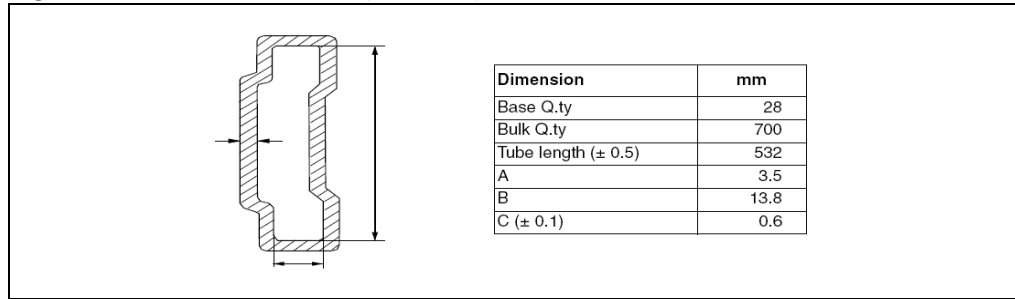 Dimension mm
Base Q.ty 28
Bulk Q.ty 700
Tube length (± 0.5) 532
A 3.5
B 13.8
C (± 0.1) 0.6